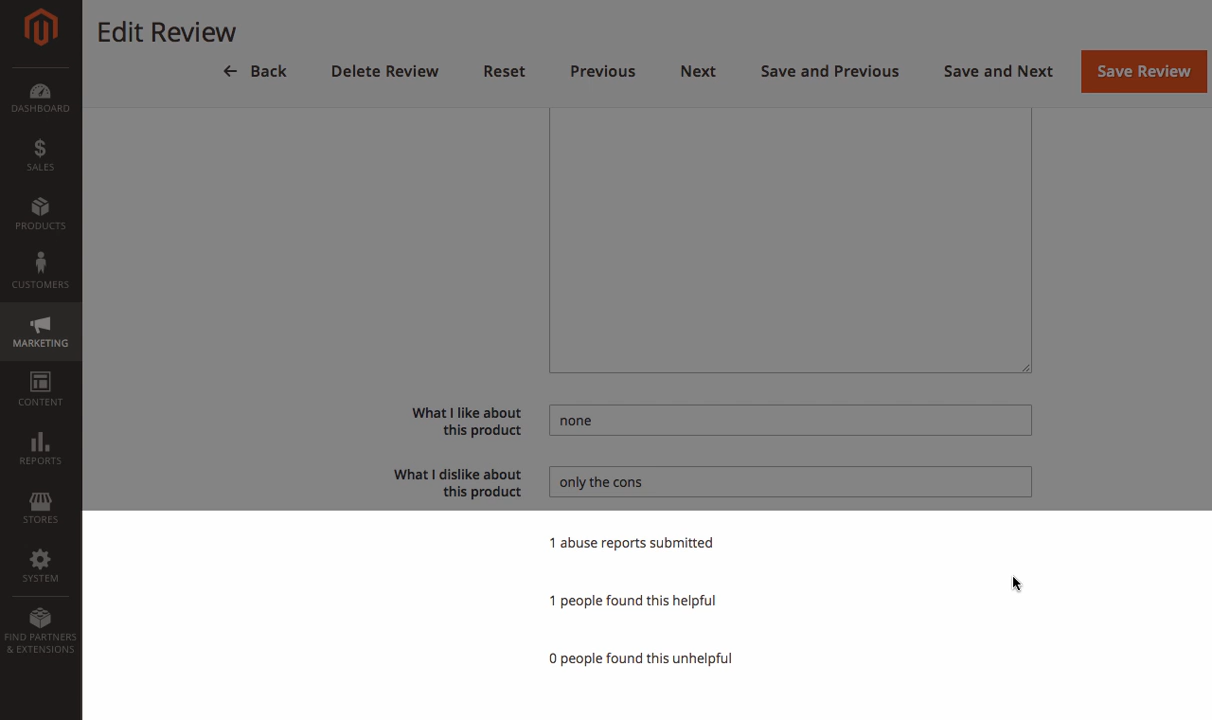 Edit Review
← Back Delete Review Reset Previous Next Save and Previous Save and Next Save Review
DASHBOARD
$
SALES
PRODUCTS
CUSTOMERS
MARKETING
CONTENT
REPORTS
STORES
SYSTEM
FIND PARTNERS
& EXTENSIONS
What I like about
this product
none
What I dislike about
this product
only the cons
1 abuse reports submitted
1 people found this helpful
0 people found this unhelpful